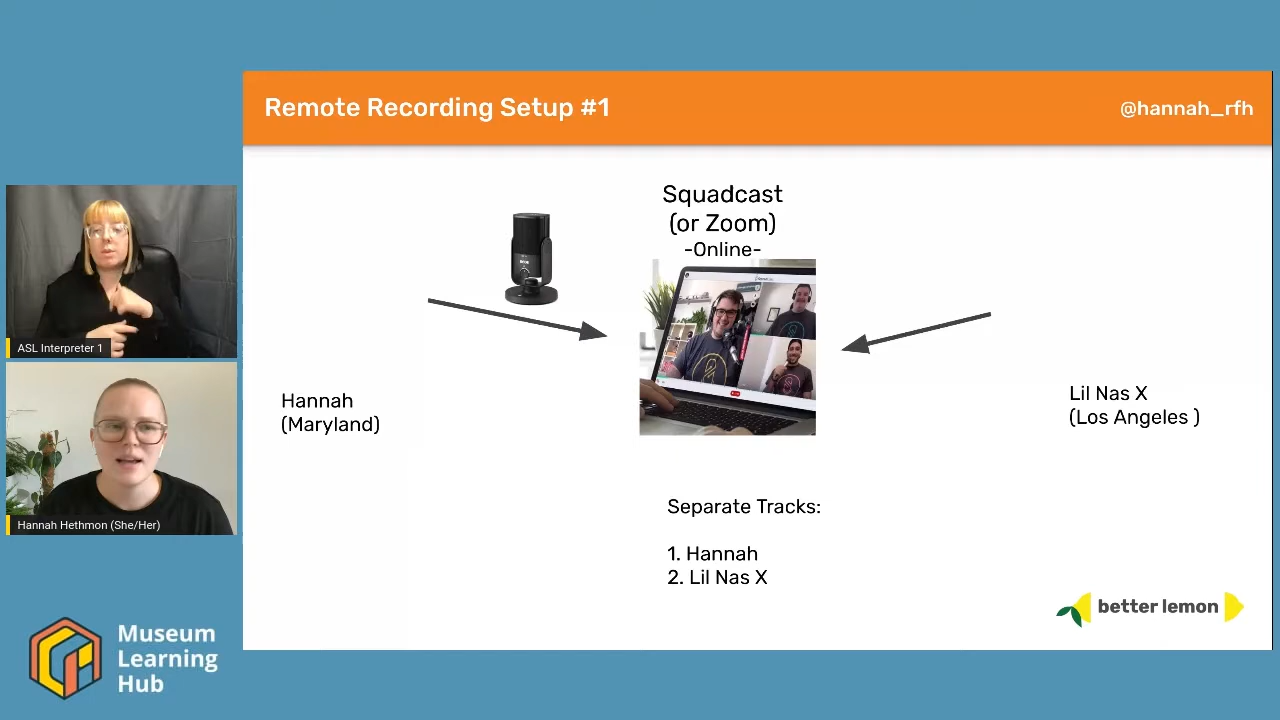 Remote Recording Setup #1
@hannah_rfh
Squadcast
(or Zoom)
-Online-
RØDE
Hannah
(Maryland)
Lil Nas X
(Los Angeles )
Separate Tracks:
1. Hannah
2. Lil Nas X
better lemon
ASL Interpreter 1
Hannah Hethmon (She/Her)
Museum
Learning
Hub